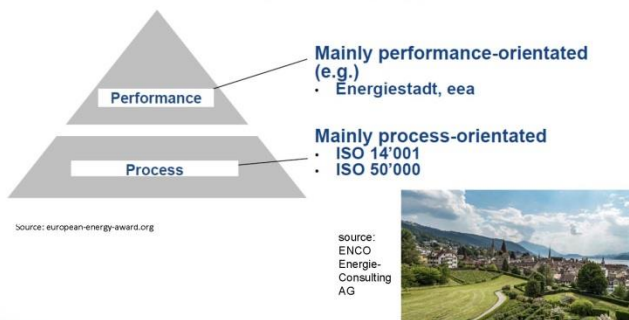 Performance
Process
Mainly performance-orientated
(e.g.)
• Energiestadt, eea
Mainly process-orientated
• ISO 14’001
• ISO 50’000
Source: european-energy-award.org
source:
ENCO
Energie-
Consulting
AG